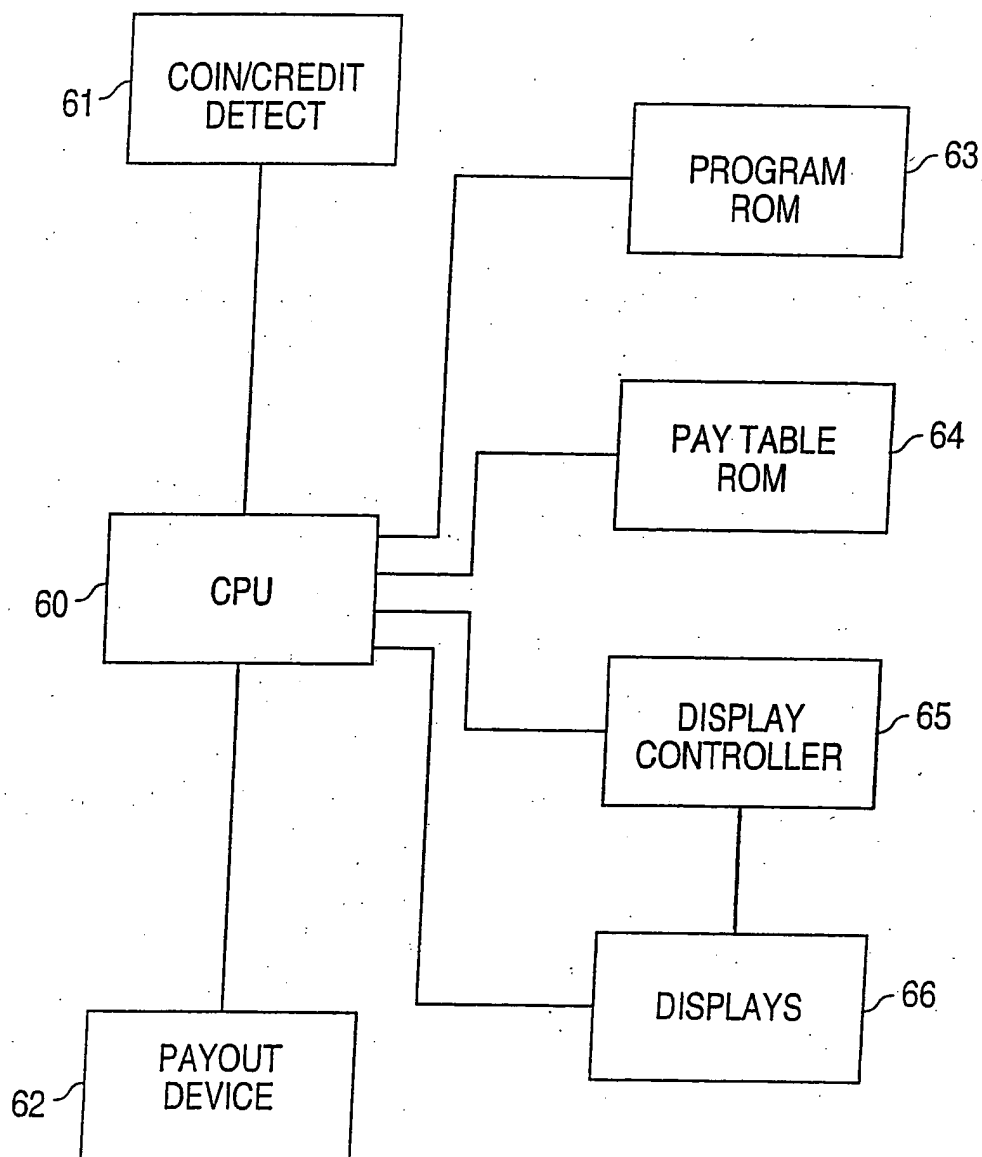 COIN/CREDIT
DETECT
61
PROGRAM
ROM
63
PAY TABLE
ROM
64
CPU
60
DISPLAY
CONTROLLER
65
DISPLAYS
66
PAYOUT
DEVICE
62